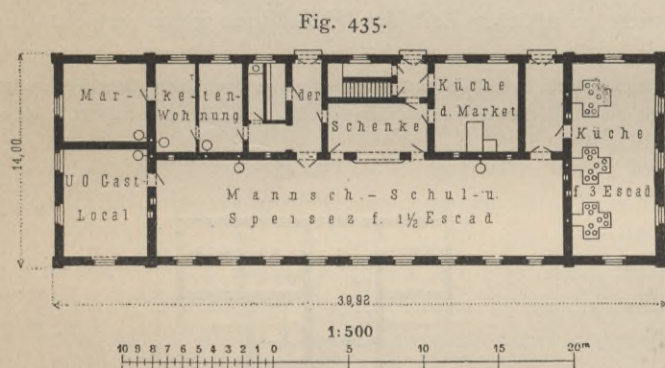 Fig. 435.
Mar- ke- ten- der
Wohnung
Küche
d. Market.
Schenke
Küche
f. 3 Escad
UO Gast-
Local
Mannsch.- Schul- u.
Speisez f. 1½ Escad
14,00
39,92
1:500
10 9 8 7 6 5 4 3 2 1 0 5 10 15 20m